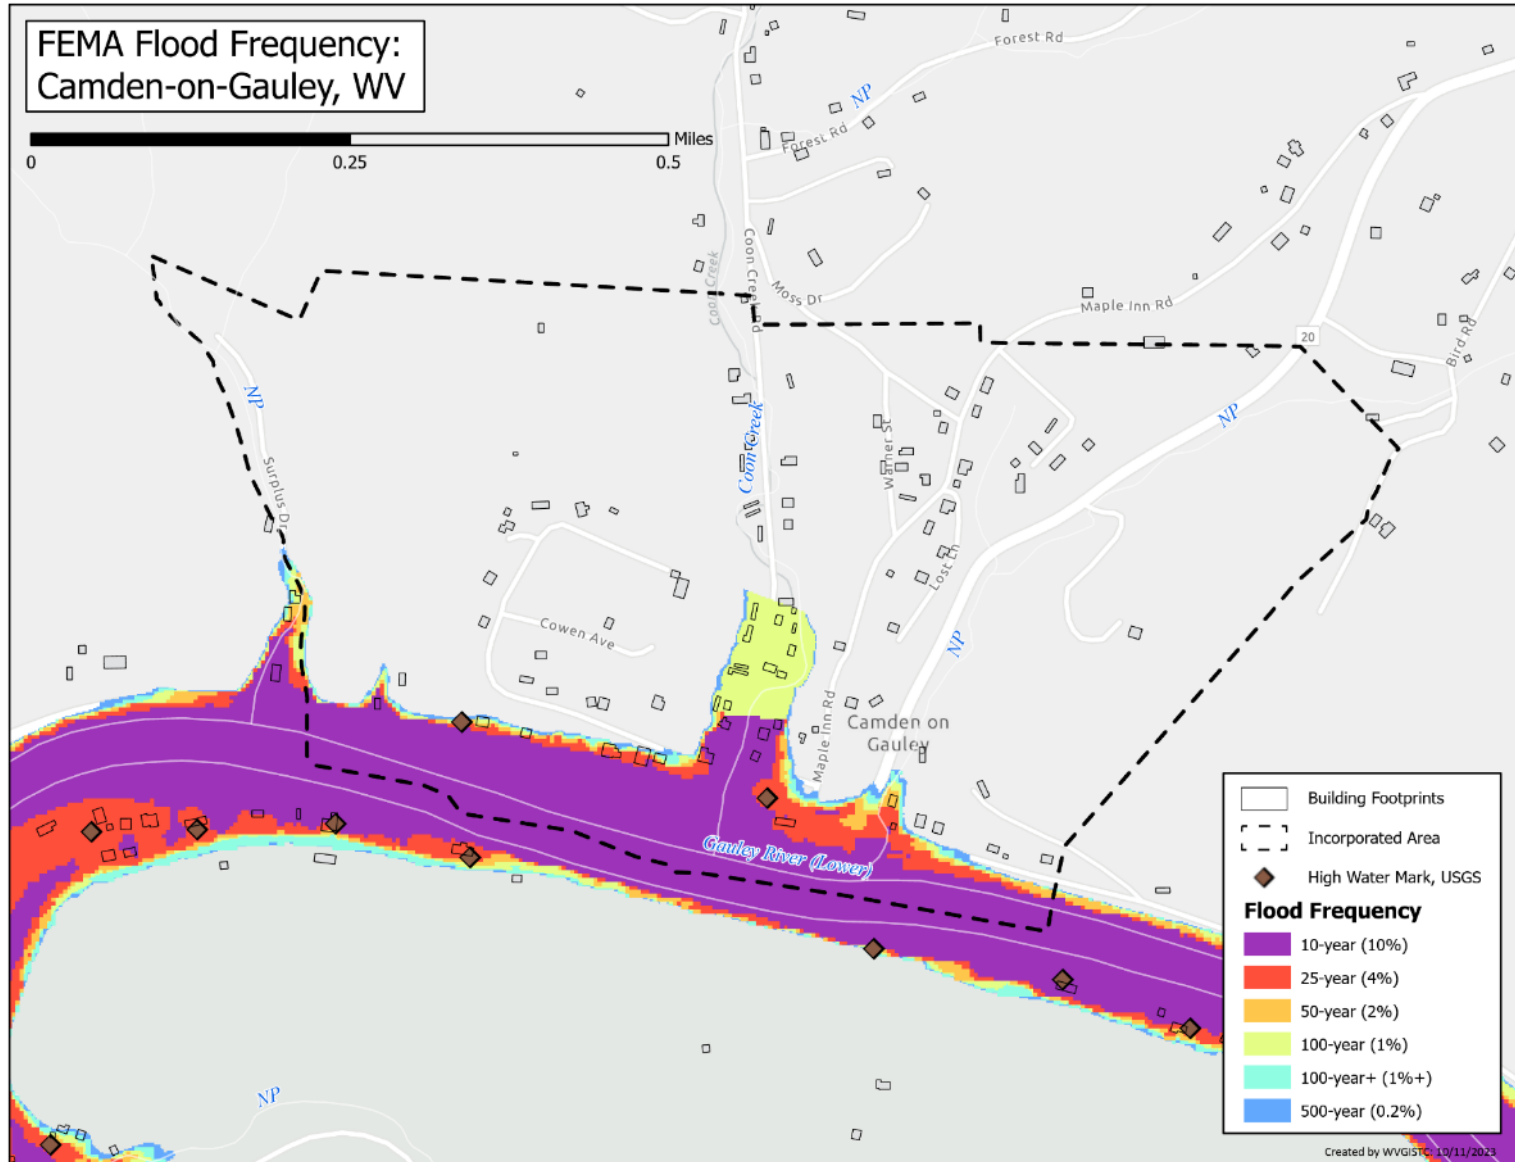 FEMA Flood Frequency:
Camden-on-Gauley, WV
Miles
0 0.25 0.5
Forest Rd
NP
Forest Rd
Coon Creek
Coon Creek Rd
Moss Dr
Maple Inn Rd
20
Bird Rd
NP
NP
Surplus Dr
Coon Creek
Warner St
Lost Ln
Cowen Ave
NP
Maple Inn Rd
Camden on
Gauley
Gauley River (Lower)
NP
Building Footprints
Incorporated Area
High Water Mark, USGS
Flood Frequency
10-year (10%)
25-year (4%)
50-year (2%)
100-year (1%)
100-year+ (1%+)
500-year (0.2%)
Created by WVGISTC: 10/11/2023